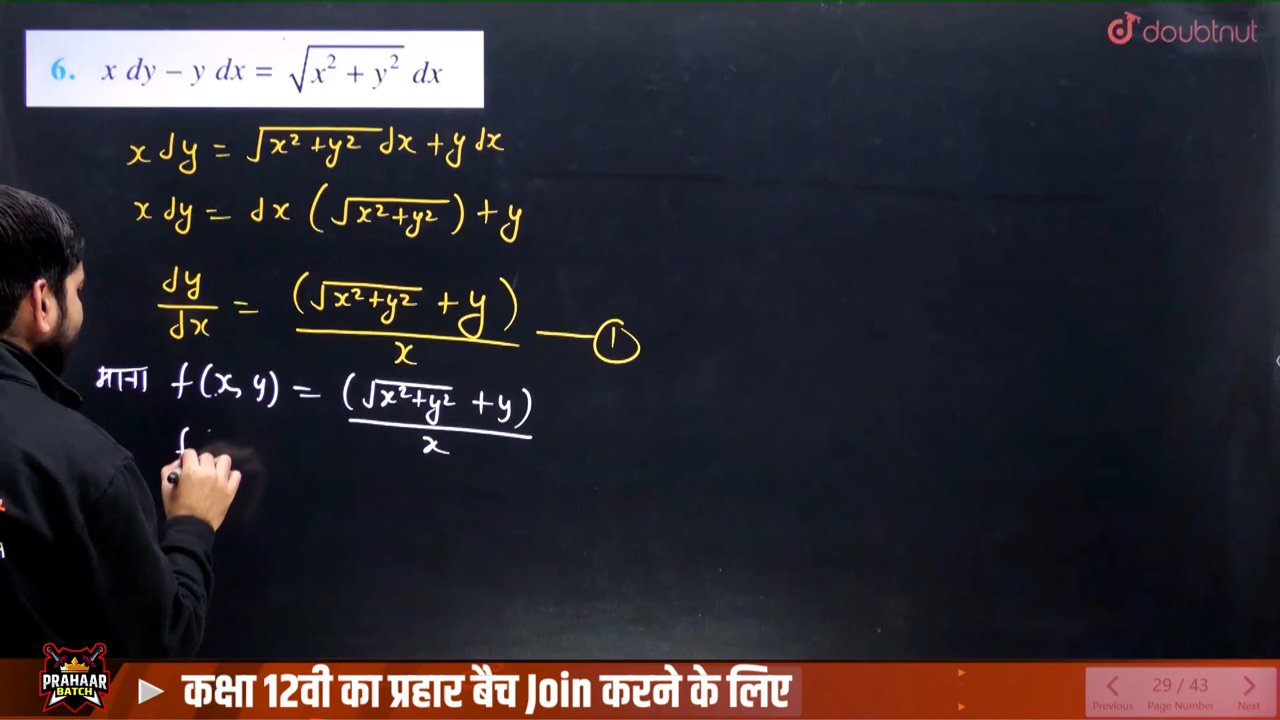 doubtnut
6. x dy – y dx = √(x² + y²) dx
x dy = √(x²+y²) dx + y dx
x dy = dx (√(x²+y²)) + y
dy/dx = (√(x²+y²) + y)/x —— ①
माना f(x, y) = (√(x²+y²) + y)/x
f
PRAHAAR
BATCH
कक्षा 12वी का प्रहार बैच Join करने के लिए
29 / 43
Previous Page Number Next